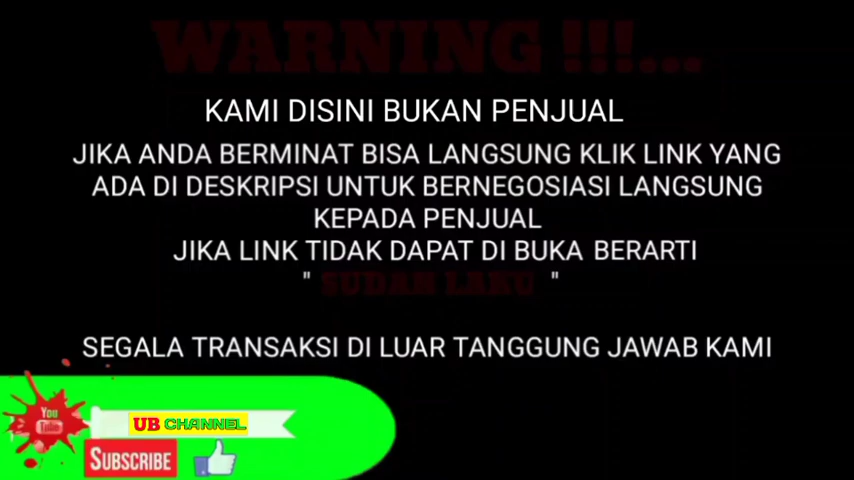 WARNING !!!...
KAMI DISINI BUKAN PENJUAL
JIKA ANDA BERMINAT BISA LANGSUNG KLIK LINK YANG
ADA DI DESKRIPSI UNTUK BERNEGOSIASI LANGSUNG
KEPADA PENJUAL
JIKA LINK TIDAK DAPAT DI BUKA BERARTI
" SUDAH LAKU "
SEGALA TRANSAKSI DI LUAR TANGGUNG JAWAB KAMI
You
Tube
UB CHANNEL
SUBSCRIBE